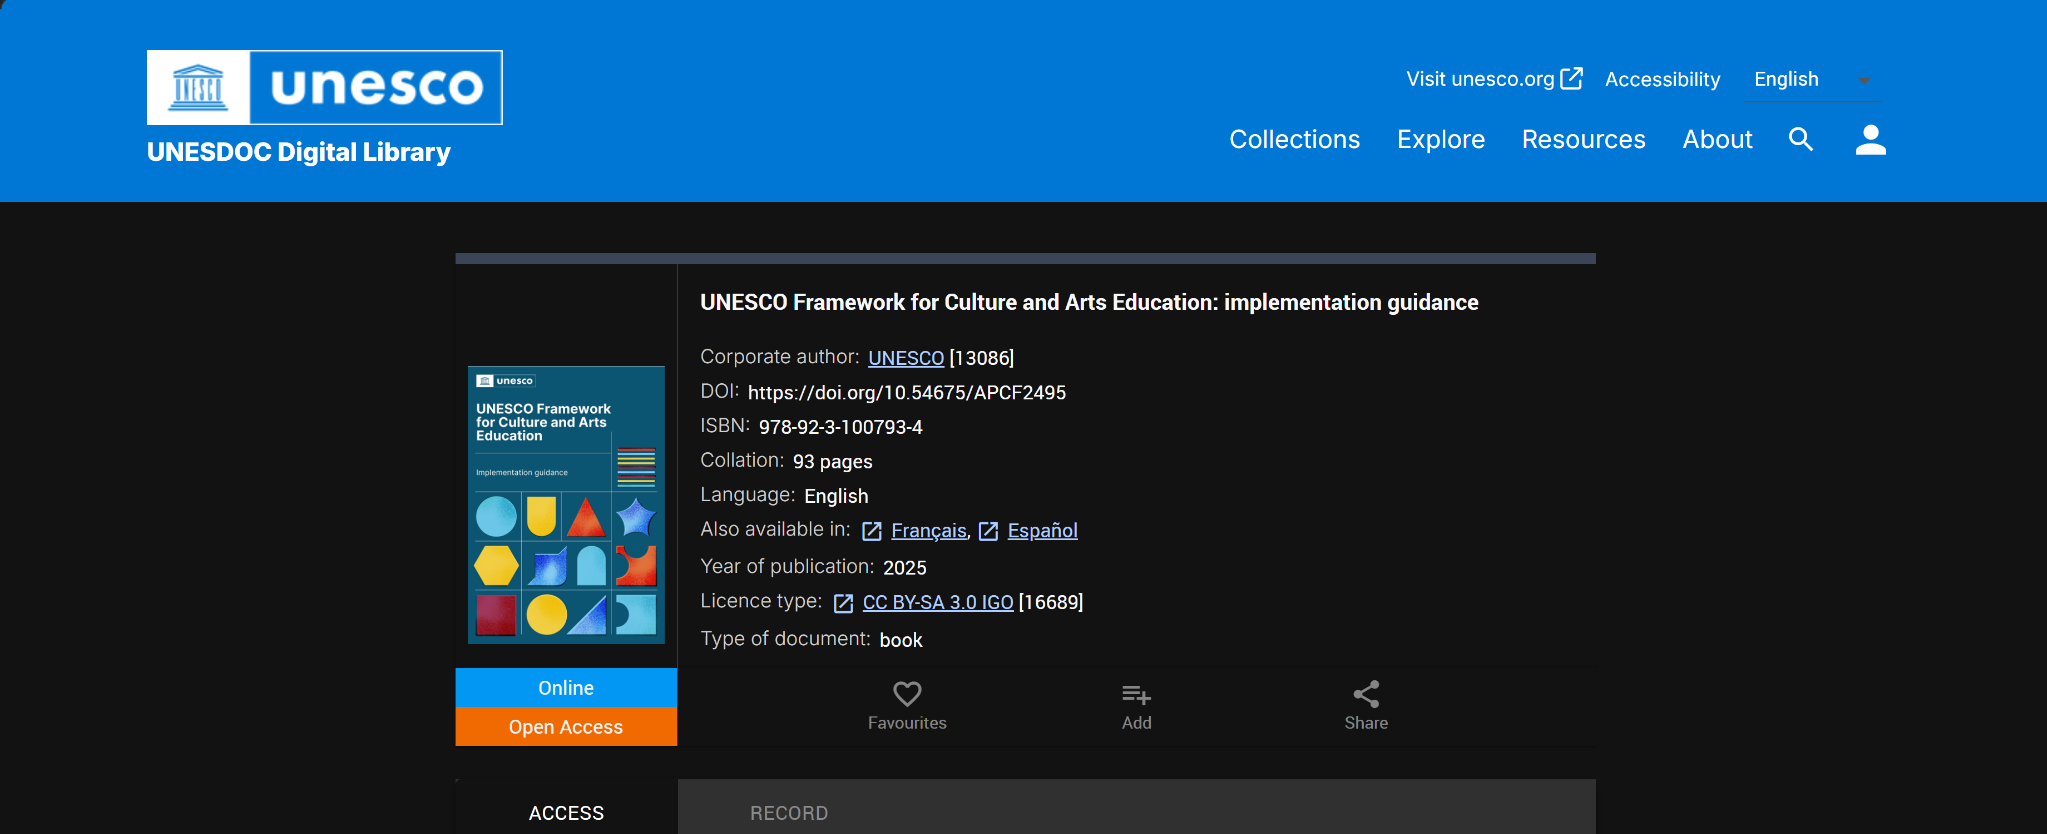 UNESCO
unesco
UNESDOC Digital Library
Visit unesco.org
Accessibility
English
Collections
Explore
Resources
About
UNESCO Framework for Culture and Arts Education: implementation guidance
Corporate author: UNESCO [13086]
DOI: https://doi.org/10.54675/APCF2495
ISBN: 978-92-3-100793-4
Collation: 93 pages
Language: English
Also available in: Français, Español
Year of publication: 2025
Licence type: CC BY-SA 3.0 IGO [16689]
Type of document: book
unesco
UNESCO Framework
for Culture and Arts
Education
Implementation guidance
Online
Open Access
Favourites
Add
Share
ACCESS
RECORD